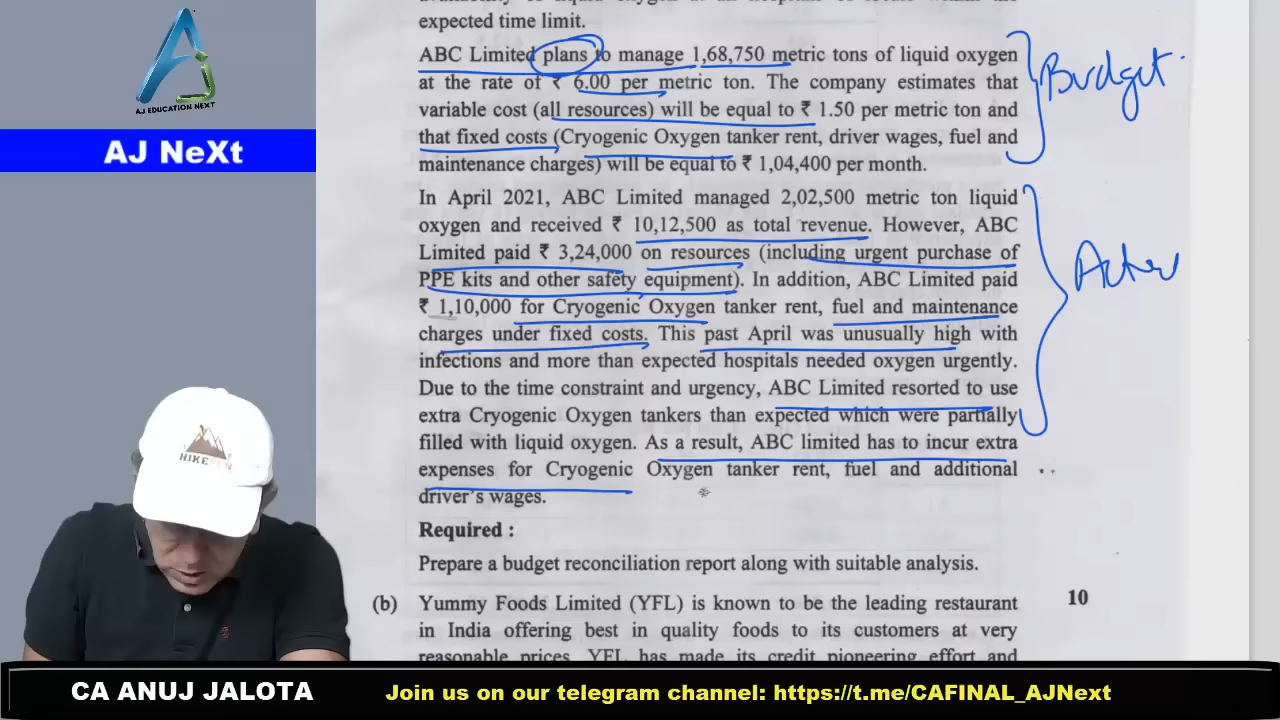 expected time limit.
ABC Limited plans to manage 1,68,750 metric tons of liquid oxygen
at the rate of ₹ 6.00 per metric ton. The company estimates that
variable cost (all resources) will be equal to ₹ 1.50 per metric ton and
that fixed costs (Cryogenic Oxygen tanker rent, driver wages, fuel and
maintenance charges) will be equal to ₹ 1,04,400 per month.
Budget
In April 2021, ABC Limited managed 2,02,500 metric ton liquid
oxygen and received ₹ 10,12,500 as total revenue. However, ABC
Limited paid ₹ 3,24,000 on resources (including urgent purchase of
PPE kits and other safety equipment). In addition, ABC Limited paid
₹ 1,10,000 for Cryogenic Oxygen tanker rent, fuel and maintenance
charges under fixed costs. This past April was unusually high with
infections and more than expected hospitals needed oxygen urgently.
Due to the time constraint and urgency, ABC Limited resorted to use
extra Cryogenic Oxygen tankers than expected which were partially
filled with liquid oxygen. As a result, ABC limited has to incur extra
expenses for Cryogenic Oxygen tanker rent, fuel and additional
driver's wages.
Required :
Prepare a budget reconciliation report along with suitable analysis.
(b) Yummy Foods Limited (YFL) is known to be the leading restaurant 10
in India offering best in quality foods to its customers at very
reasonable prices. YFL has made its credit pioneering effort and
AJ EDUCATION NEXT
AJ NeXt
HIKE
CA ANUJ JALOTA
Join us on our telegram channel: https://t.me/CAFINAL_AJNext